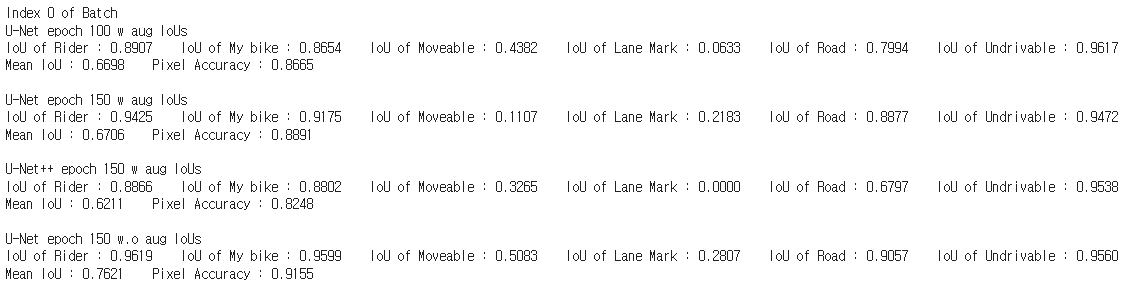 Index 0 of Batch
U-Net epoch 100 w aug IoUs
IoU of Rider : 0.8907 IoU of My bike : 0.8654 IoU of Moveable : 0.4382 IoU of Lane Mark : 0.0633 IoU of Road : 0.7994 IoU of Undrivable : 0.9617
Mean IoU : 0.6698 Pixel Accuracy : 0.8665
U-Net epoch 150 w aug IoUs
IoU of Rider : 0.9425 IoU of My bike : 0.9175 IoU of Moveable : 0.1107 IoU of Lane Mark : 0.2183 IoU of Road : 0.8877 IoU of Undrivable : 0.9472
Mean IoU : 0.6706 Pixel Accuracy : 0.8891
U-Net++ epoch 150 w aug IoUs
IoU of Rider : 0.8866 IoU of My bike : 0.8802 IoU of Moveable : 0.3265 IoU of Lane Mark : 0.0000 IoU of Road : 0.6797 IoU of Undrivable : 0.9538
Mean IoU : 0.6211 Pixel Accuracy : 0.8248
U-Net epoch 150 w.o aug IoUs
IoU of Rider : 0.9619 IoU of My bike : 0.9599 IoU of Moveable : 0.5083 IoU of Lane Mark : 0.2807 IoU of Road : 0.9057 IoU of Undrivable : 0.9560
Mean IoU : 0.7621 Pixel Accuracy : 0.9155